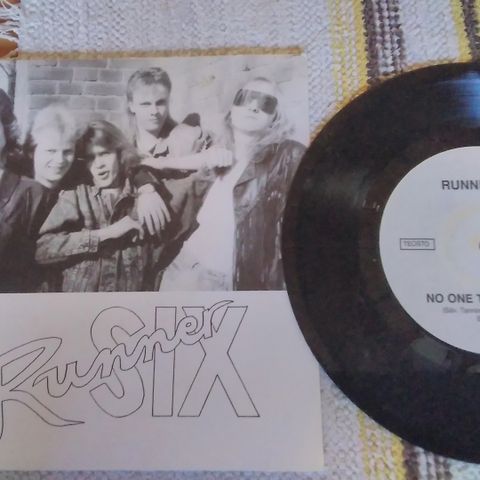 Runner
SIX
RUNNE
TEOSTO
NO ONE T